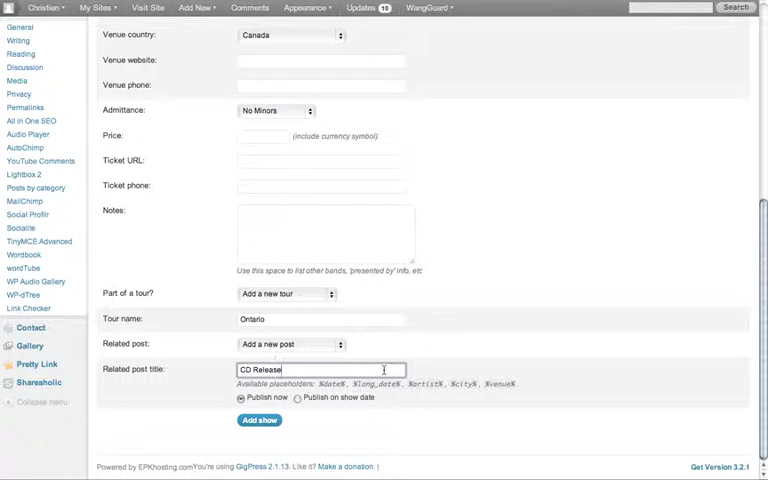 Christien My Sites Visit Site Add New Comments Appearance Updates 16 WangGuard Search
General
Writing
Reading
Discussion
Media
Privacy
Permalinks
All in One SEO
Audio Player
AutoChimp
YouTube Comments
Lightbox 2
Posts by category
MailChimp
Social Profilr
Socialite
TinyMCE Advanced
Wordbook
wordTube
WP Audio Gallery
WP-dTree
Link Checker
Contact
Gallery
Pretty Link
Shareaholic
Collapse menu
Venue country: Canada
Venue website:
Venue phone:
Admittance: No Minors
Price: (include currency symbol)
Ticket URL:
Ticket phone:
Notes:
Use this space to list other bands, 'presented by' info, etc
Part of a tour? Add a new tour
Tour name: Ontario
Related post: Add a new post
Related post title: CD Release
Available placeholders: %date%, %long_date%, %artist%, %city%, %venue%
Publish now Publish on show date
Add show
Powered by EPKhosting.comYou're using GigPress 2.1.13. Like it? Make a donation. | Get Version 3.2.1